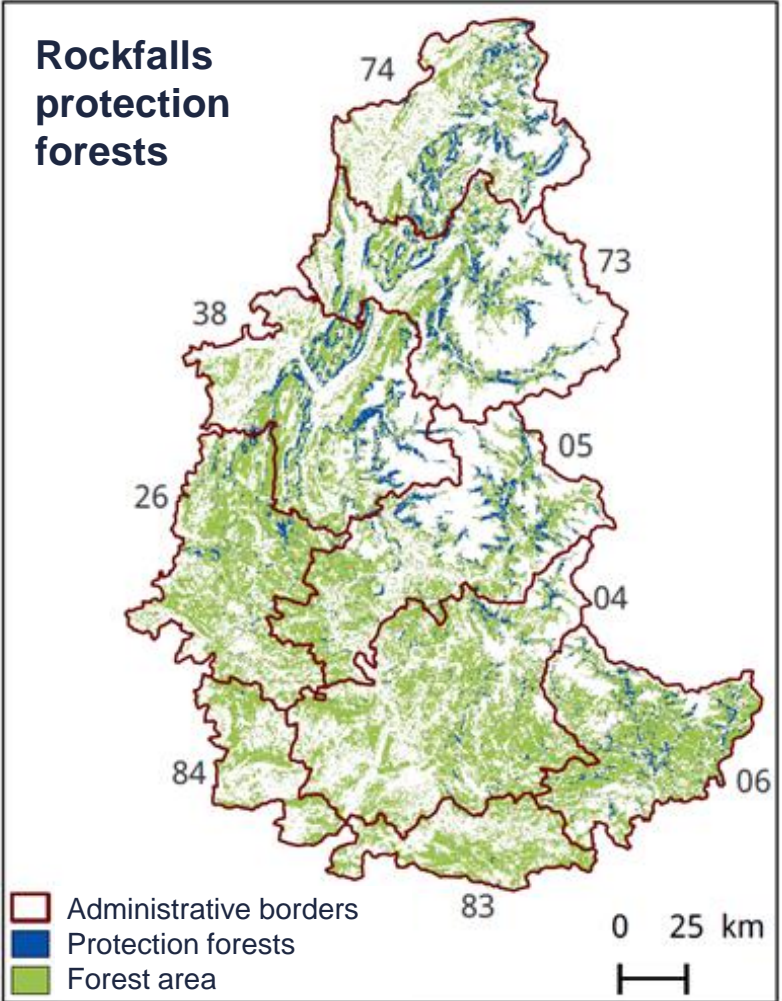 Rockfalls
protection
forests
74
73
38
05
26
04
84
06
83
Administrative borders
Protection forests
Forest area
0 25 km